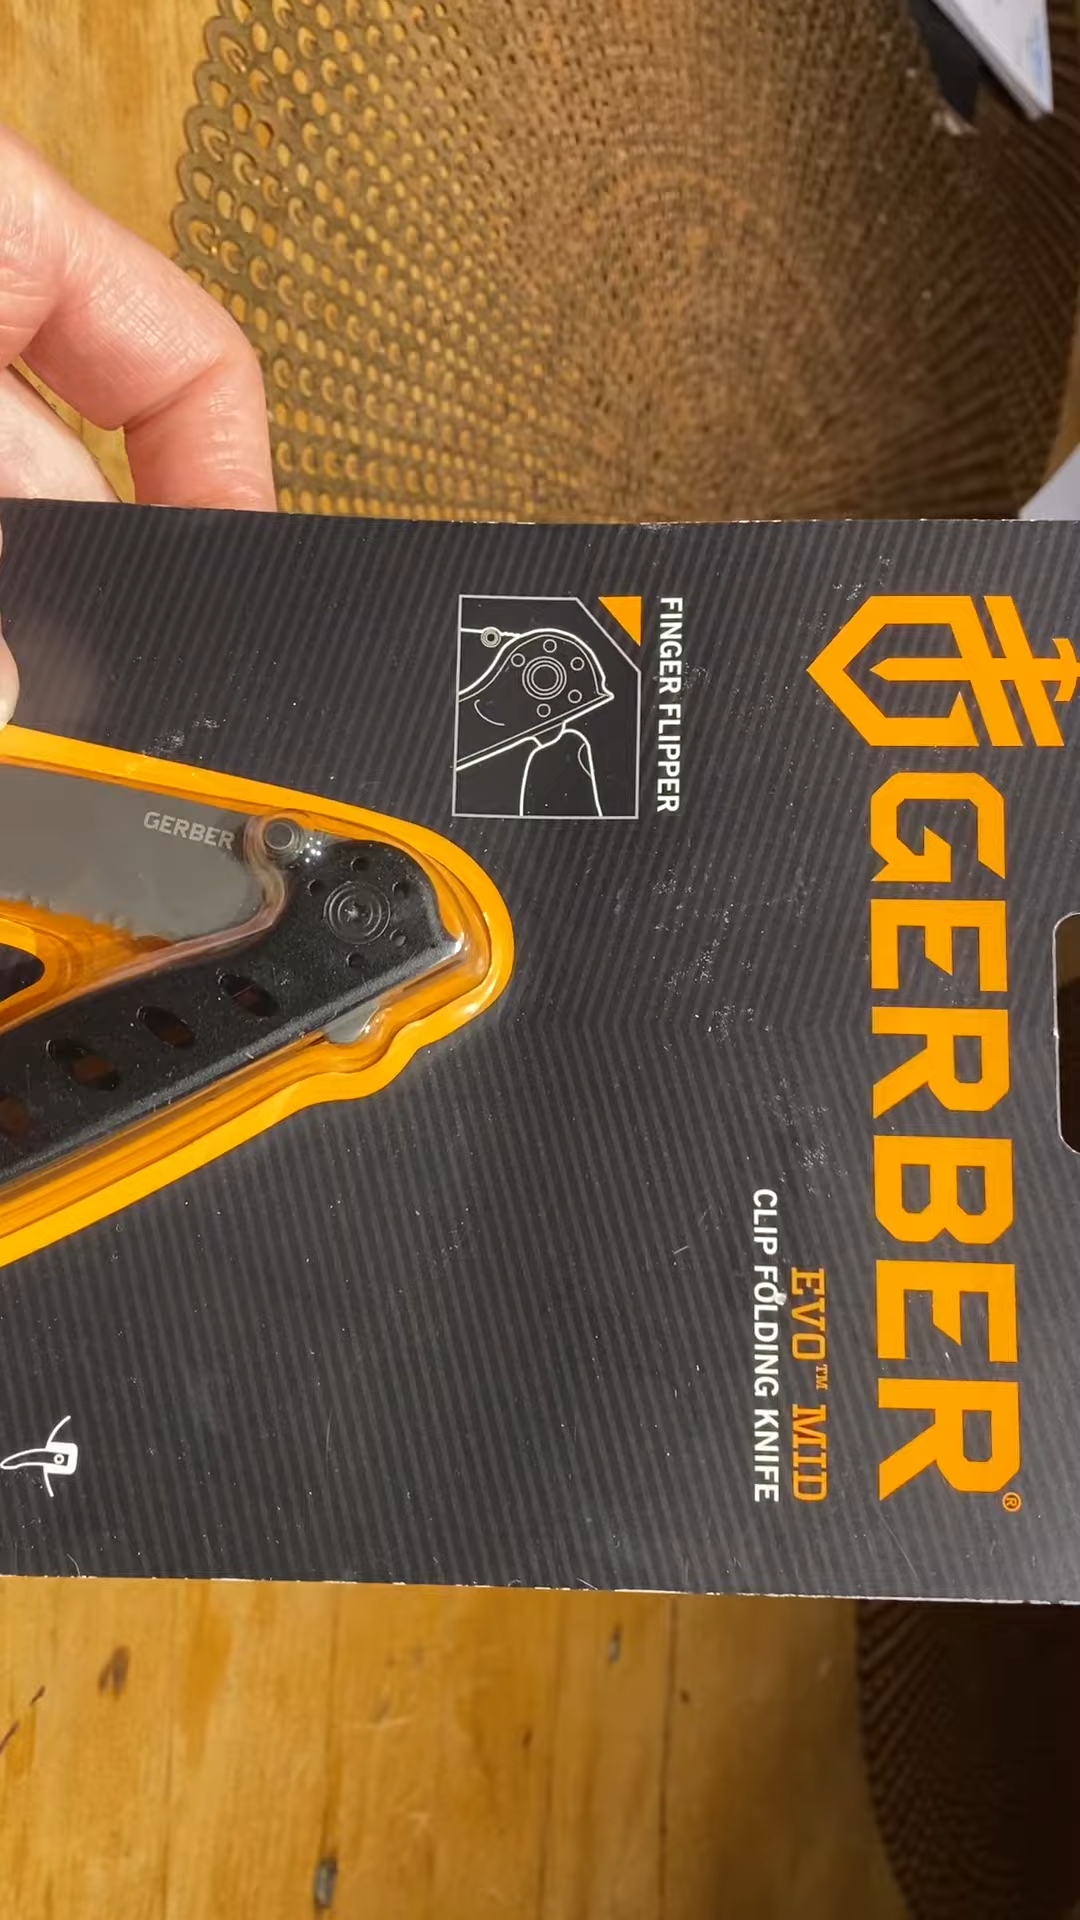 GERBER®
EVO™ MID
CLIP FOLDING KNIFE
FINGER FLIPPER
GERBER